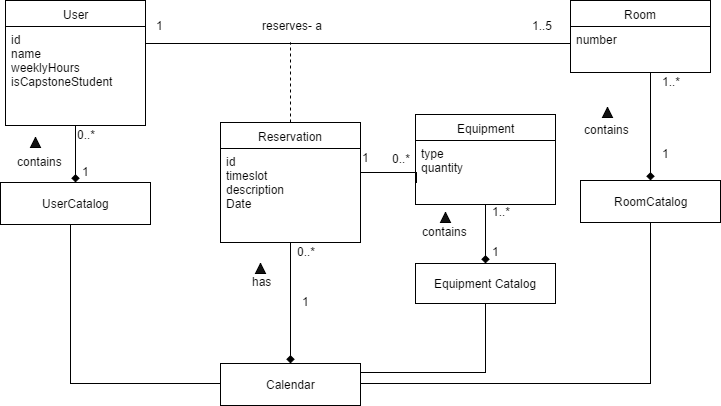 User
id
name
weeklyHours
isCapstoneStudent
1
reserves- a
1..5
Room
number
0..*
contains
1
UserCatalog
Reservation
id
timeslot
description
Date
1
0..*
Equipment
type
quantity
1..*
contains
1
RoomCatalog
1..*
contains
1
Equipment Catalog
0..*
has
1
Calendar